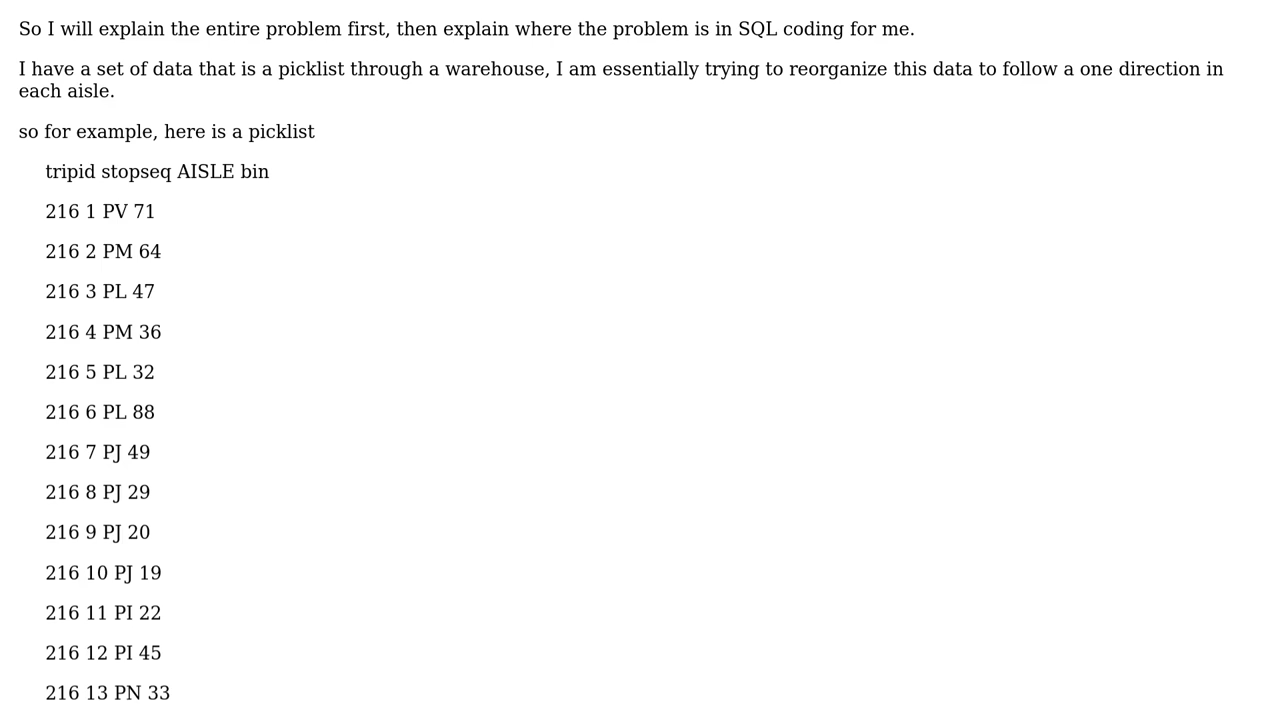 So I will explain the entire problem first, then explain where the problem is in SQL coding for me.
I have a set of data that is a picklist through a warehouse, I am essentially trying to reorganize this data to follow a one direction in
each aisle.
so for example, here is a picklist
tripid stopseq AISLE bin
216 1 PV 71
216 2 PM 64
216 3 PL 47
216 4 PM 36
216 5 PL 32
216 6 PL 88
216 7 PJ 49
216 8 PJ 29
216 9 PJ 20
216 10 PJ 19
216 11 PI 22
216 12 PI 45
216 13 PN 33